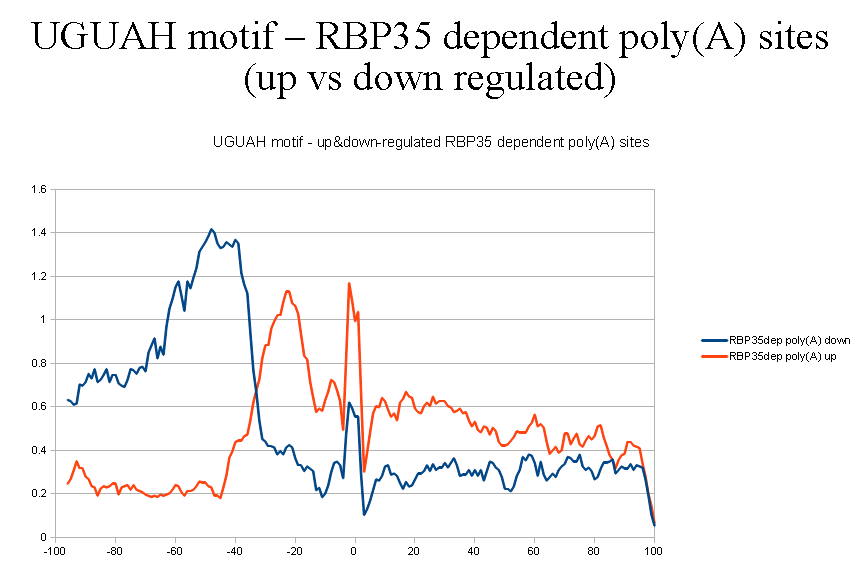 UGUAH motif – RBP35 dependent poly(A) sites
(up vs down regulated)
UGUAH motif - up&down-regulated RBP35 dependent poly(A) sites
1.6
1.4
1.2
1
0.8
0.6
0.4
0.2
0
-100 -80 -60 -40 -20 0 20 40 60 80 100
RBP35dep poly(A) down
RBP35dep poly(A) up